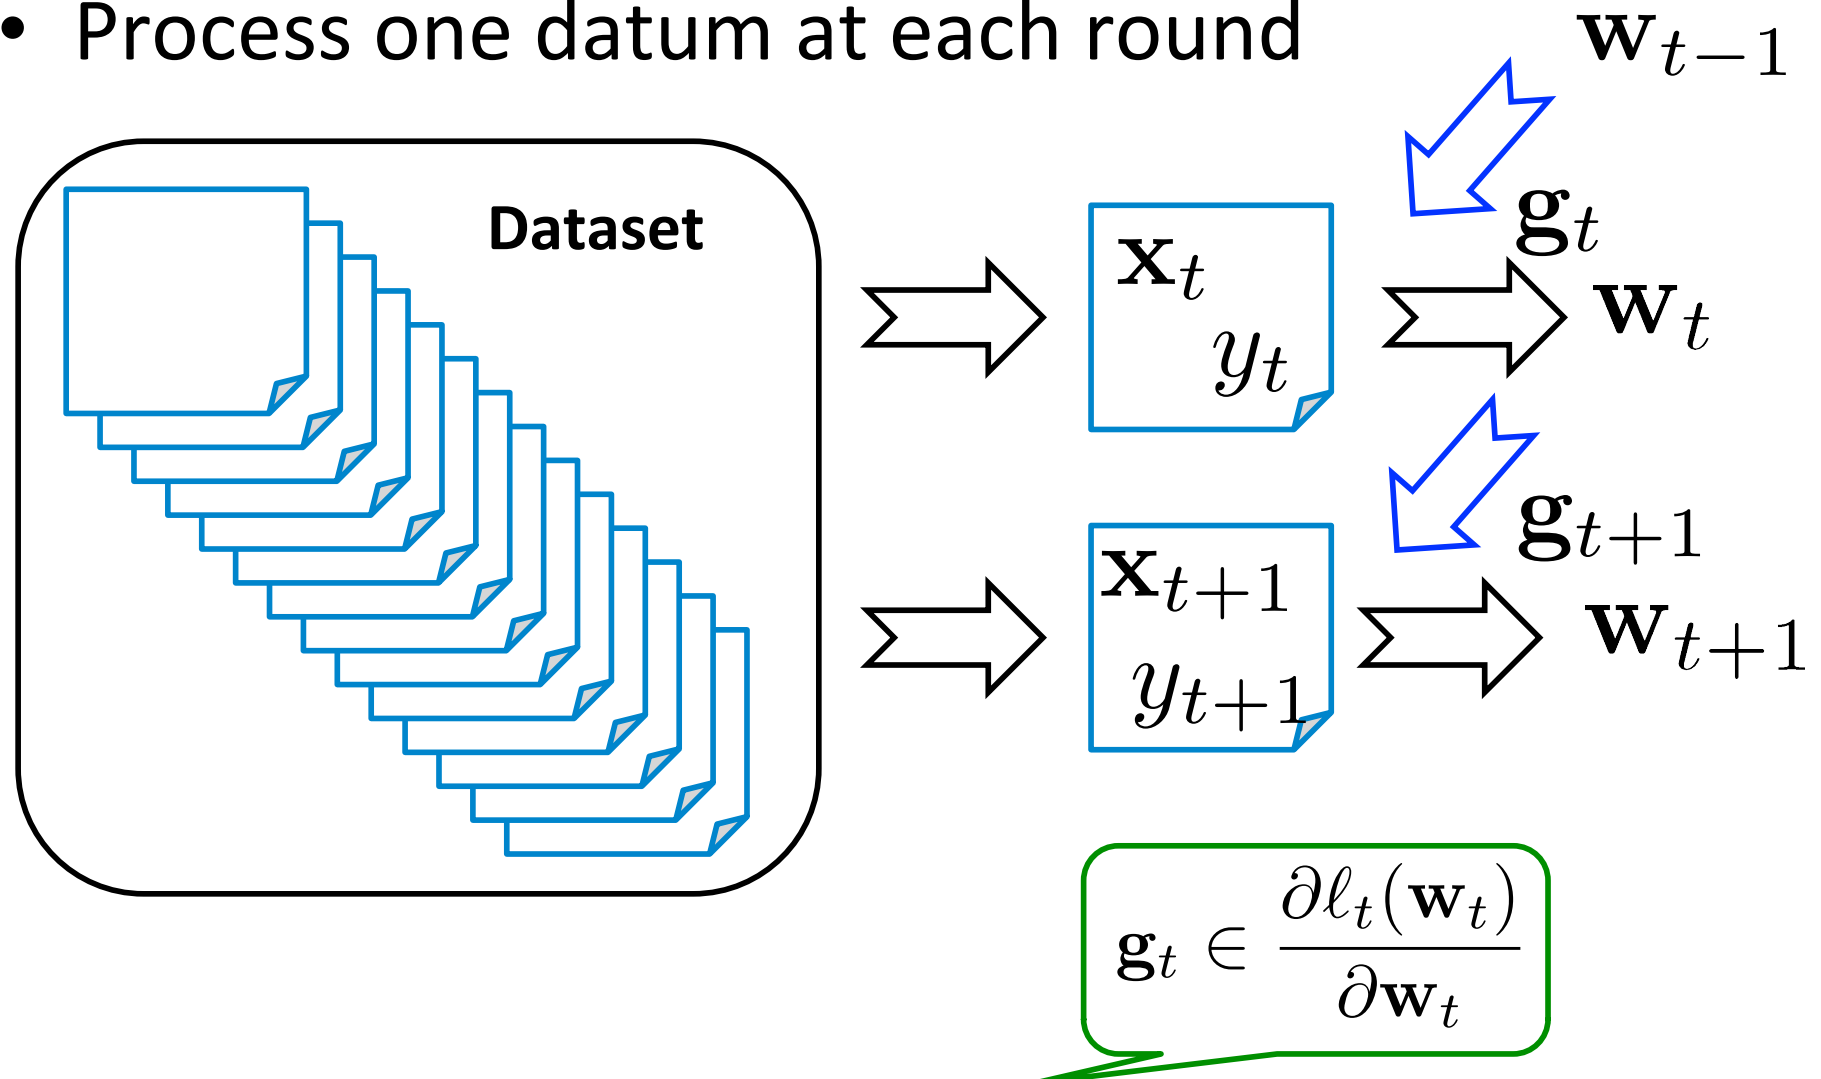 • Process one datum at each round
𝐰_{t−1}
Dataset
𝐠_t
𝐱_t
y_t
𝐰_t
𝐠_{t+1}
𝐱_{t+1}
y_{t+1}
𝐰_{t+1}
𝐠_t ∈ ∂ℓ_t(𝐰_t) / ∂𝐰_t